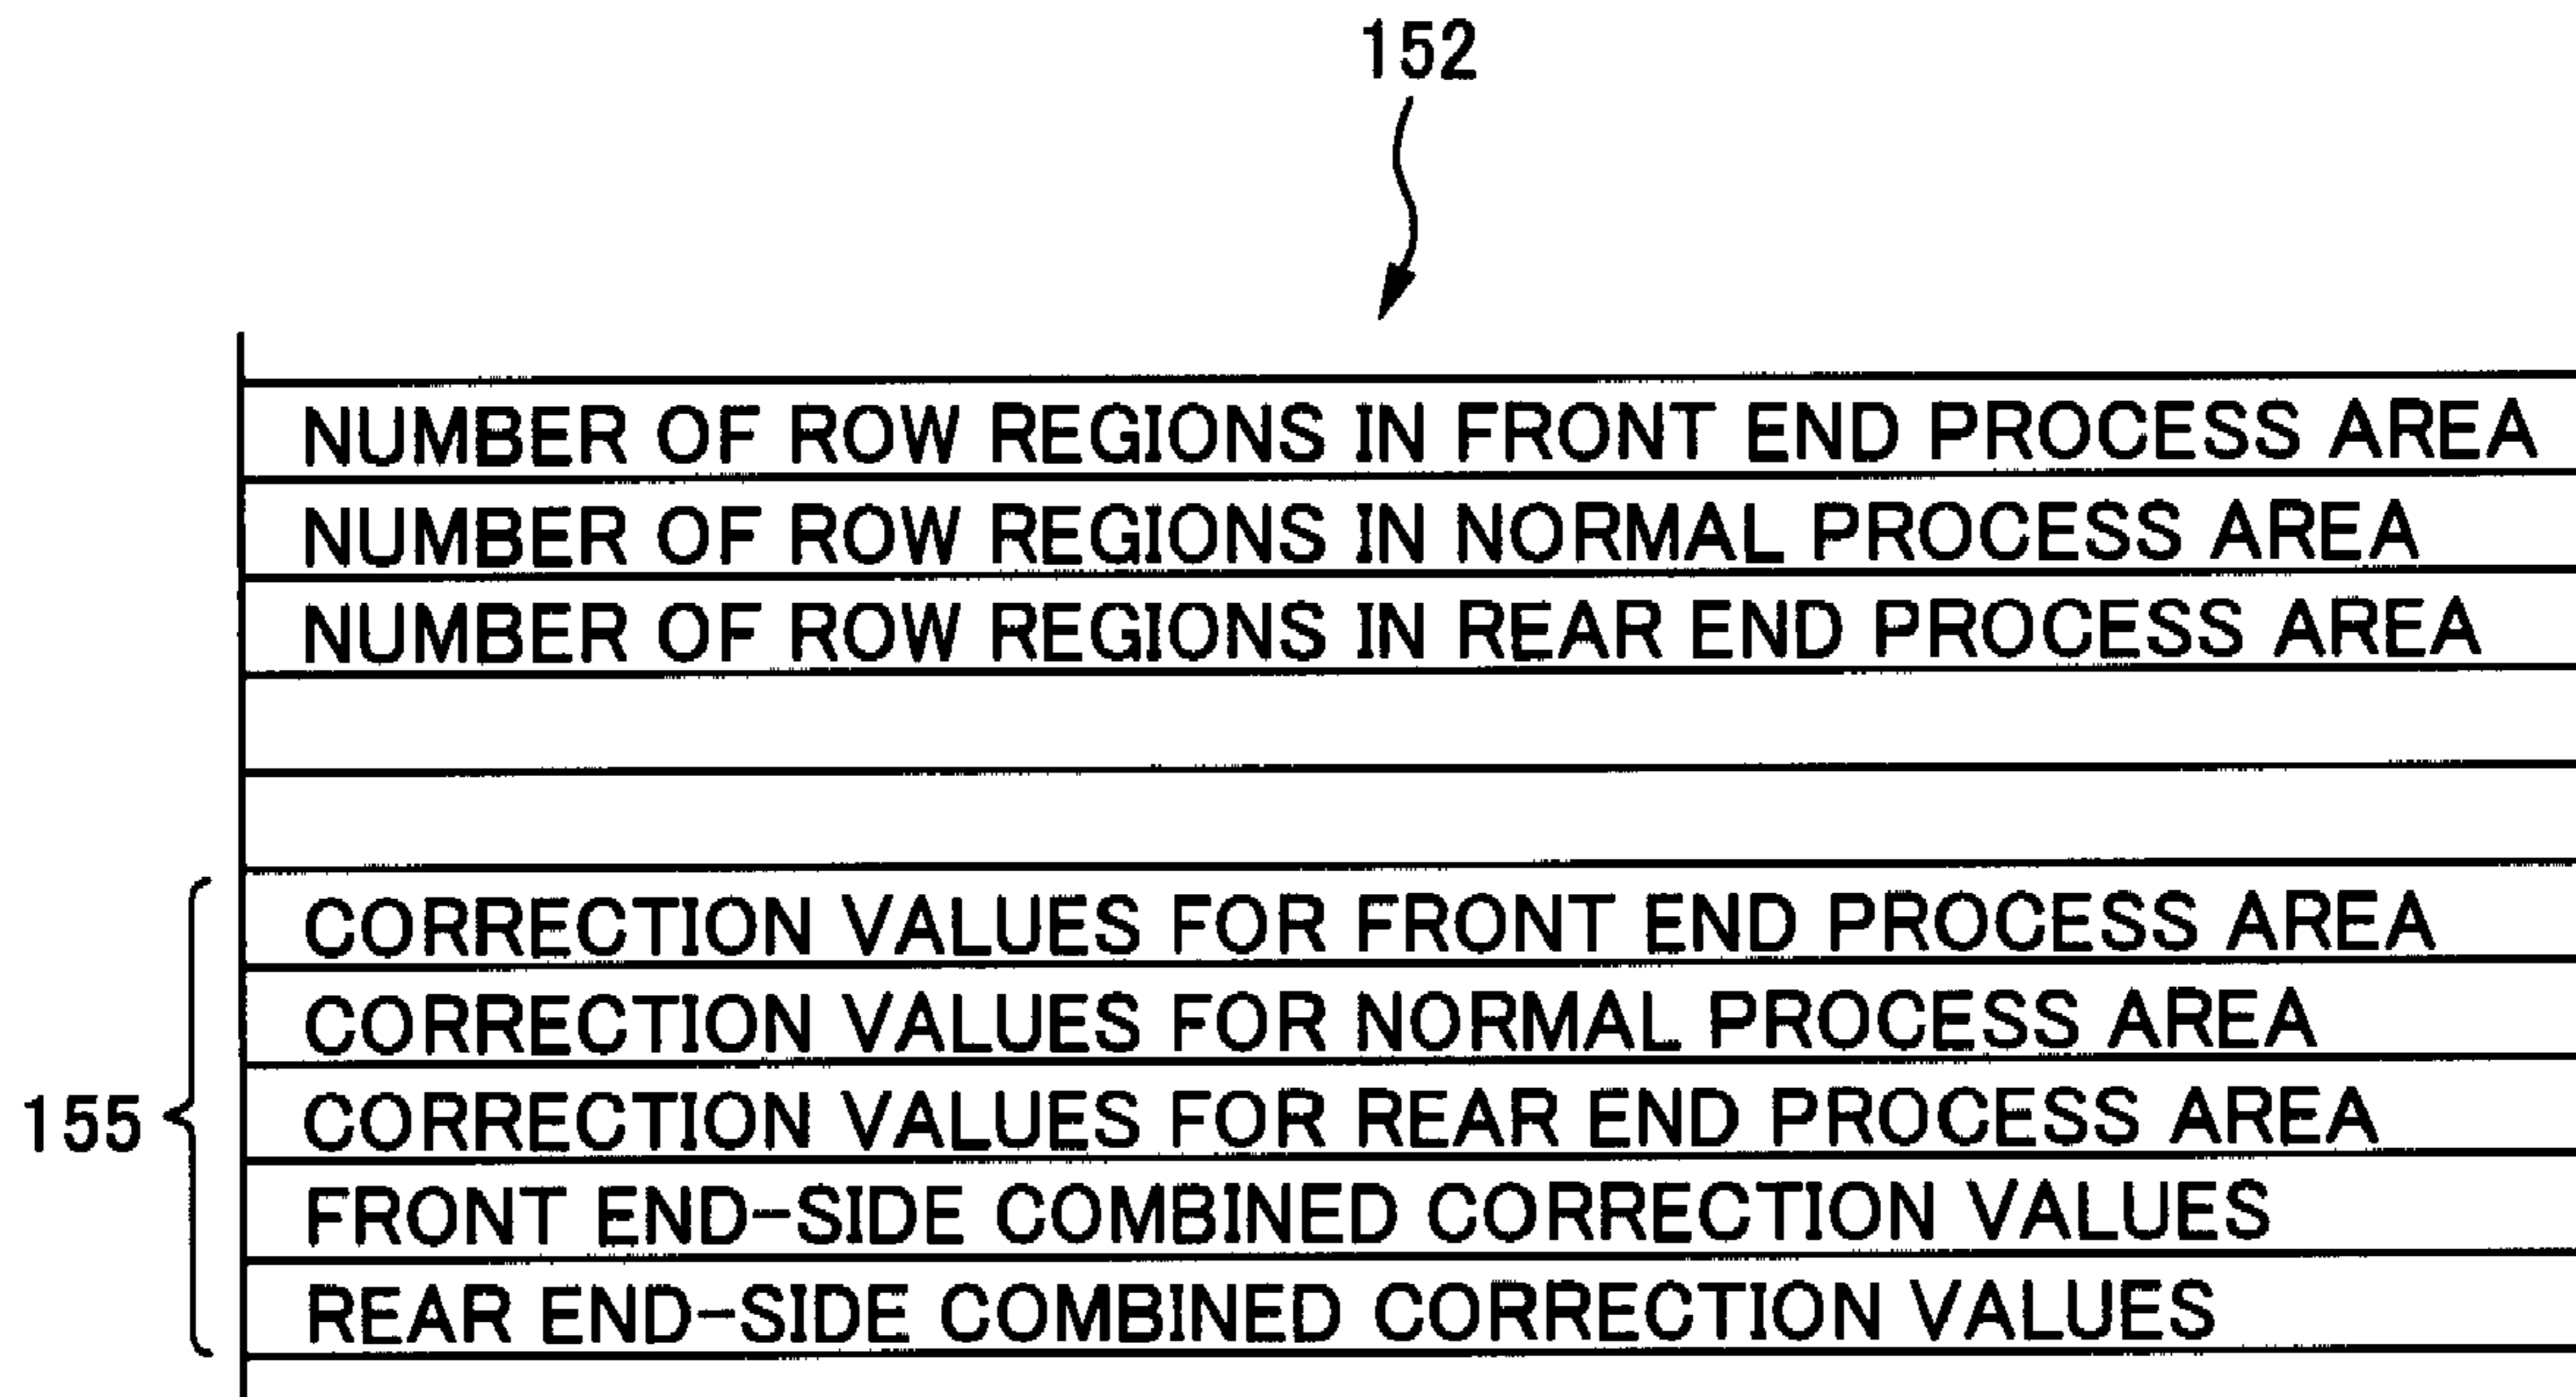 152
NUMBER OF ROW REGIONS IN FRONT END PROCESS AREA
NUMBER OF ROW REGIONS IN NORMAL PROCESS AREA
NUMBER OF ROW REGIONS IN REAR END PROCESS AREA
CORRECTION VALUES FOR FRONT END PROCESS AREA
CORRECTION VALUES FOR NORMAL PROCESS AREA
155
CORRECTION VALUES FOR REAR END PROCESS AREA
FRONT END-SIDE COMBINED CORRECTION VALUES
REAR END-SIDE COMBINED CORRECTION VALUES